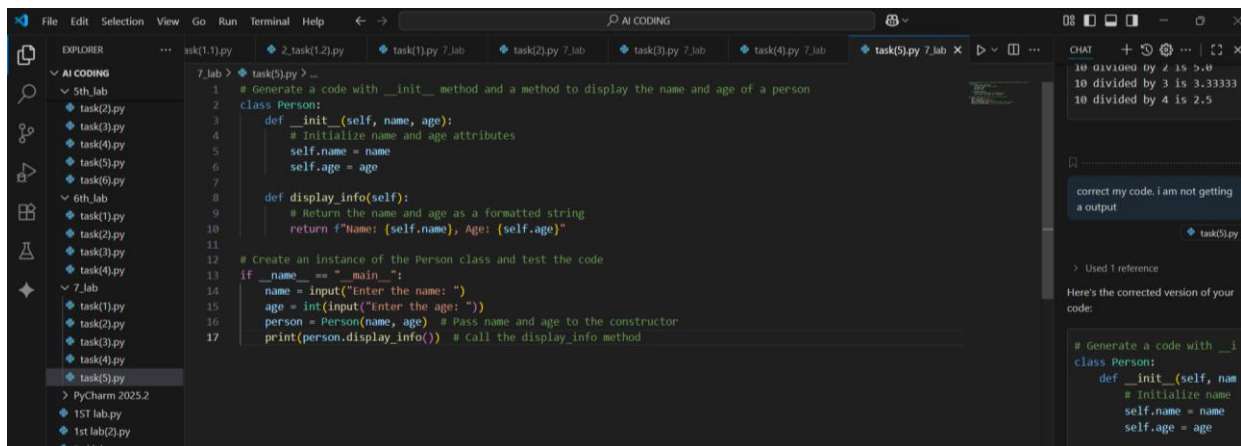 File Edit Selection View Go Run Terminal Help
AI CODING
EXPLORER
AI CODING
5th_lab
task(2).py
task(3).py
task(4).py
task(5).py
task(6).py
6th_lab
task(1).py
task(2).py
task(3).py
task(4).py
7_lab
task(1).py
task(2).py
task(3).py
task(4).py
task(5).py
PyCharm 2025.2
1ST lab.py
1st lab(2).py
ask(1.1).py 2_task(1.2).py task(1).py 7_lab task(2).py 7_lab task(3).py 7_lab task(4).py 7_lab task(5).py 7_lab
7_lab > task(5).py > ...
1 # Generate a code with __init__ method and a method to display the name and age of a person
2 class Person:
3 def __init__(self, name, age):
4 # Initialize name and age attributes
5 self.name = name
6 self.age = age
7
8 def display_info(self):
9 # Return the name and age as a formatted string
10 return f"Name: {self.name}, Age: {self.age}"
11
12 # Create an instance of the Person class and test the code
13 if __name__ == "__main__":
14 name = input("Enter the name: ")
15 age = int(input("Enter the age: "))
16 person = Person(name, age) # Pass name and age to the constructor
17 print(person.display_info()) # Call the display_info method
CHAT
10 divided by 2 is 5.0
10 divided by 3 is 3.33333
10 divided by 4 is 2.5
correct my code. i am not getting
a output
task(5).py
Used 1 reference
Here's the corrected version of your
code:
# Generate a code with __i
class Person:
def __init__(self, nam
# Initialize name
self.name = name
self.age = age